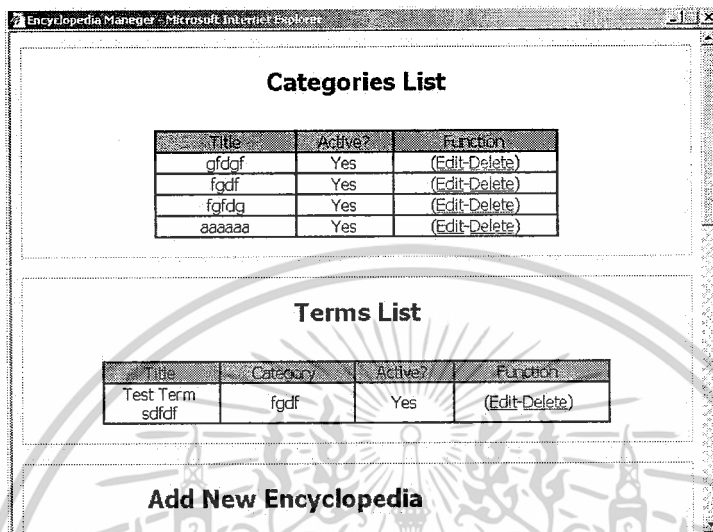 Encyclopedia Maneger - Microsoft Internet Explorer
Categories List
Title Active? Function
gfdgf Yes (Edit-Delete)
fgdf Yes (Edit-Delete)
fgfdg Yes (Edit-Delete)
aaaaaa Yes (Edit-Delete)
Terms List
Title Category Active? Function
Test Term sdfdf fgdf Yes (Edit-Delete)
Add New Encyclopedia